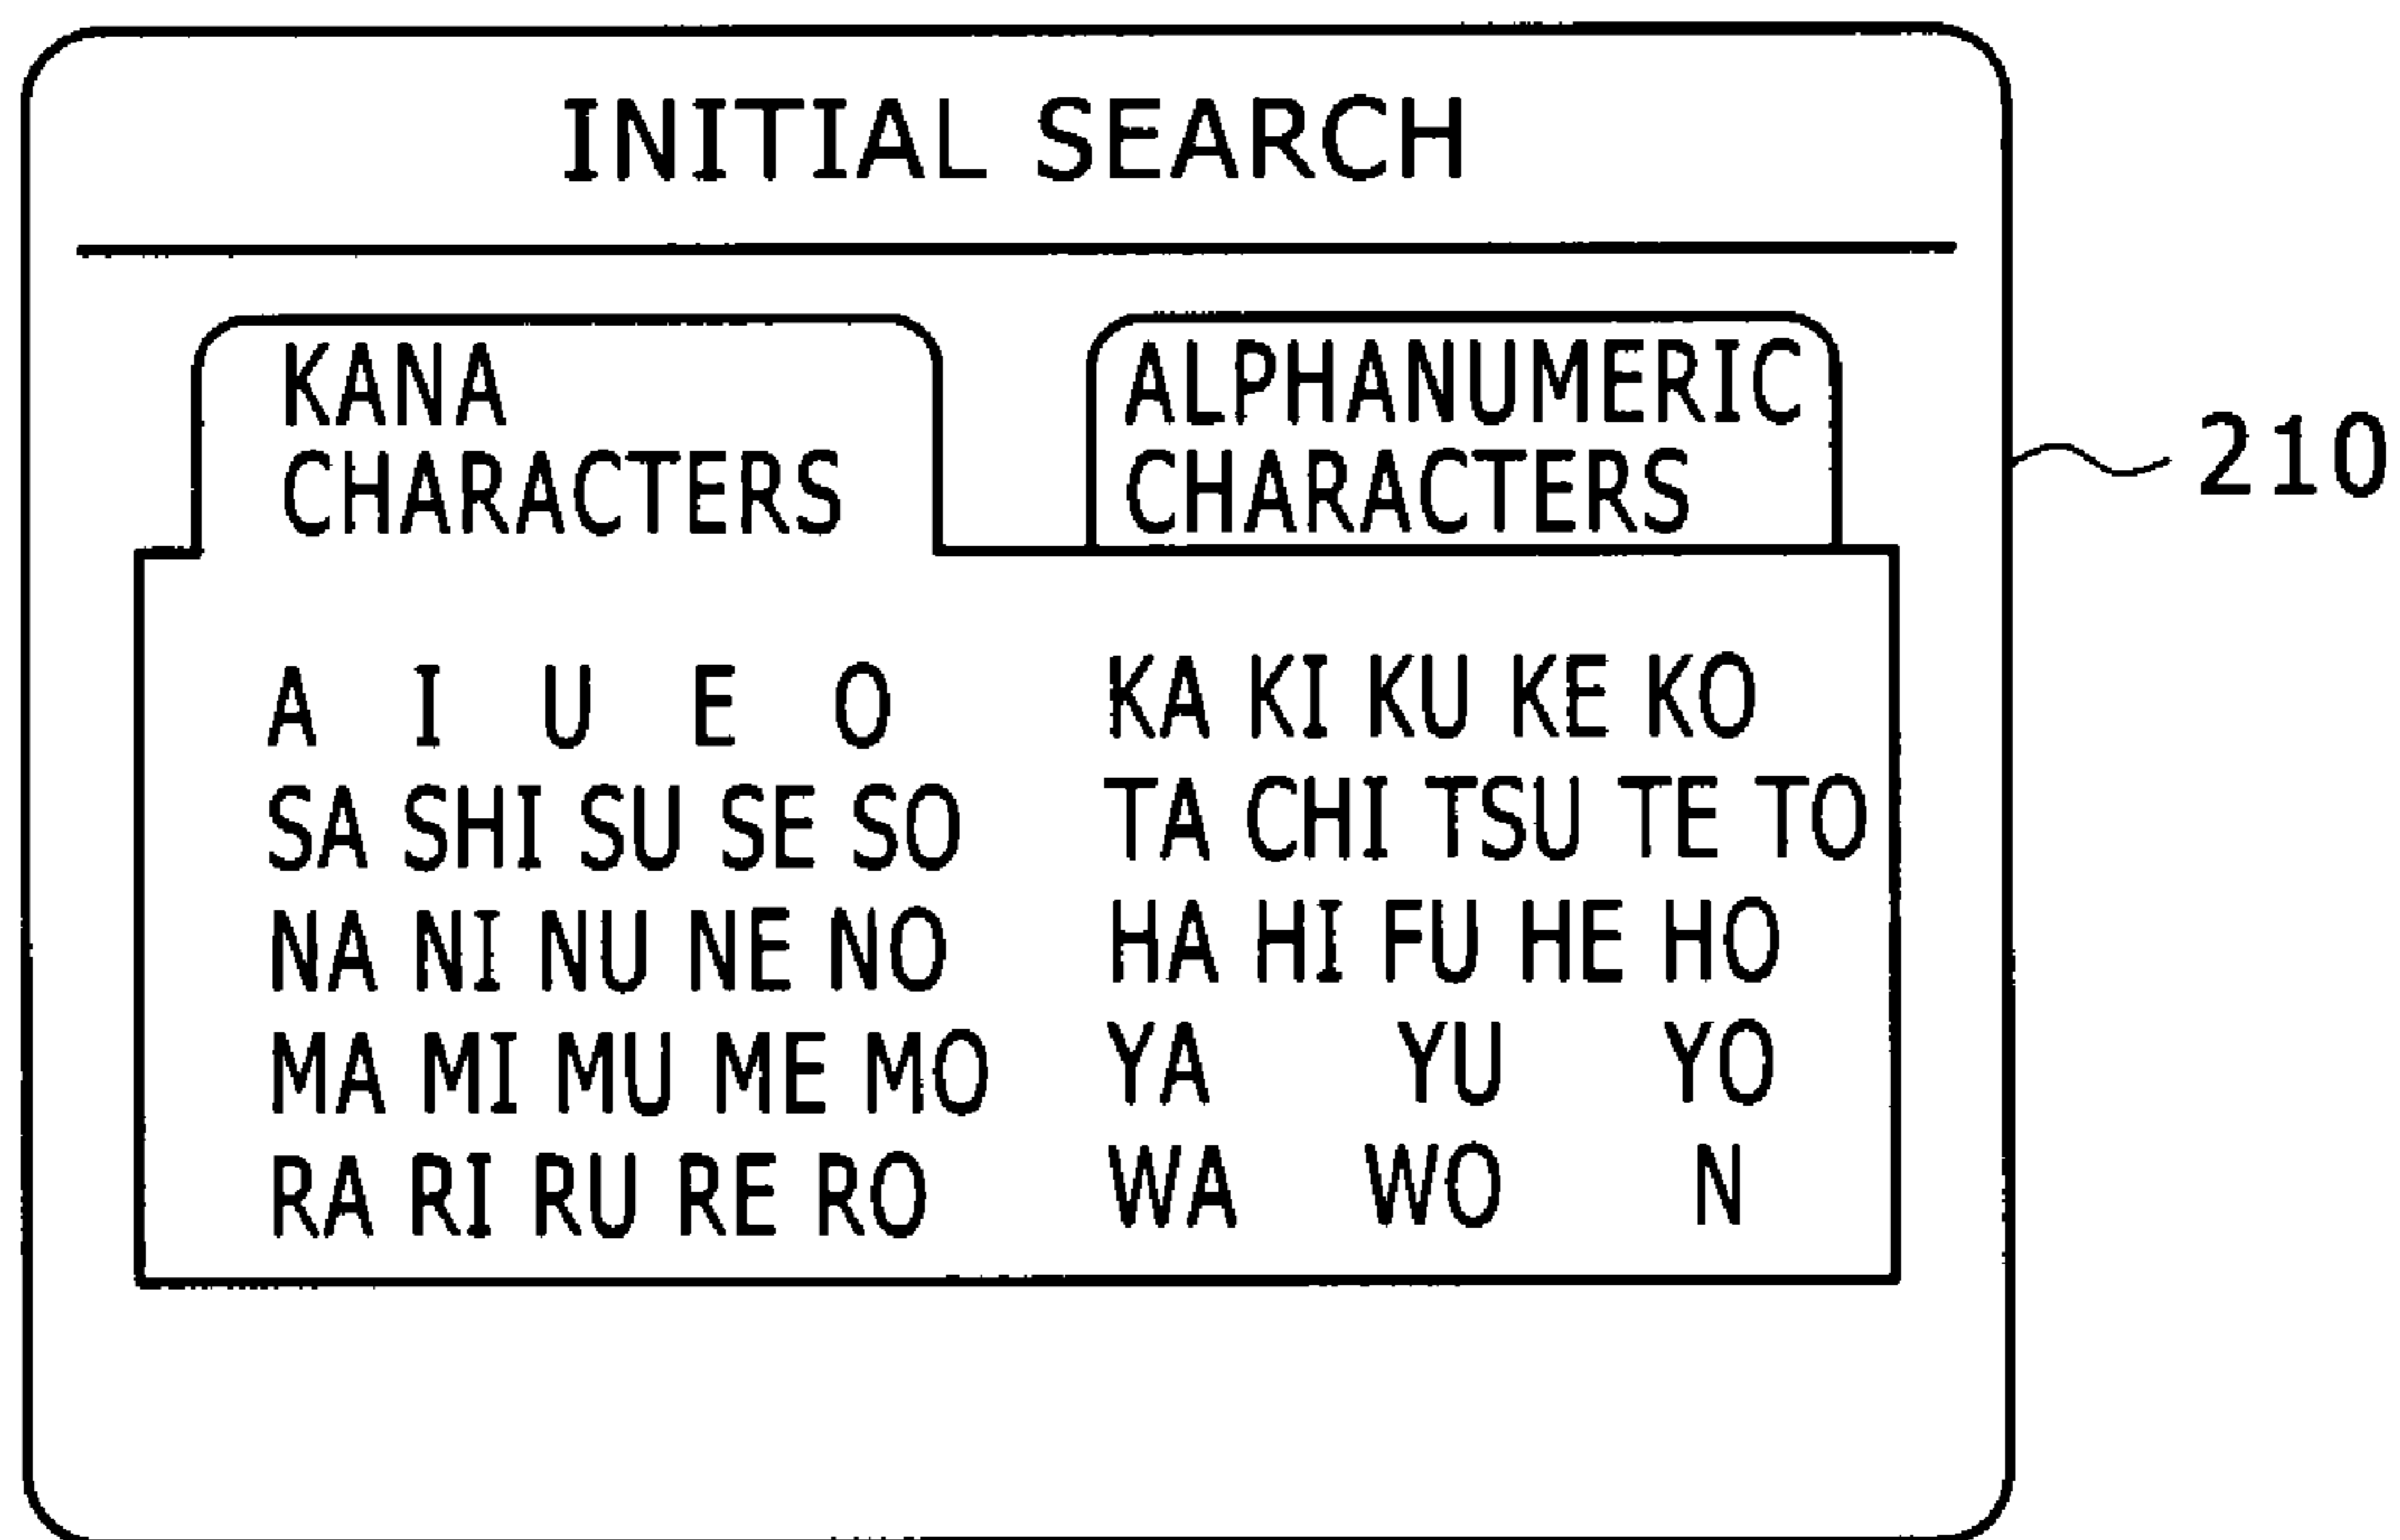 INITIAL SEARCH
KANA
CHARACTERS
ALPHANUMERIC
CHARACTERS
210
A I U E O KA KI KU KE KO
SA SHI SU SE SO TA CHI TSU TE TO
NA NI NU NE NO HA HI FU HE HO
MA MI MU ME MO YA YU YO
RA RI RU RE RO WA WO N